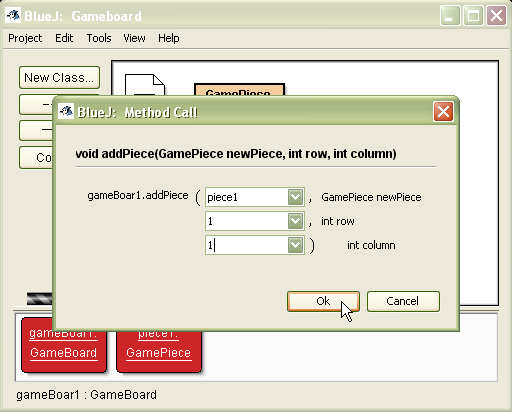 BlueJ: Gameboard
Project Edit Tools View Help
New Class...
GamePiece
BlueJ: Method Call
void addPiece(GamePiece newPiece, int row, int column)
gameBoar1.addPiece ( piece1 , GamePiece newPiece
1 , int row
1 ) int column
Ok Cancel
gameBoar1: piece1:
GameBoard GamePiece
gameBoar1 : GameBoard